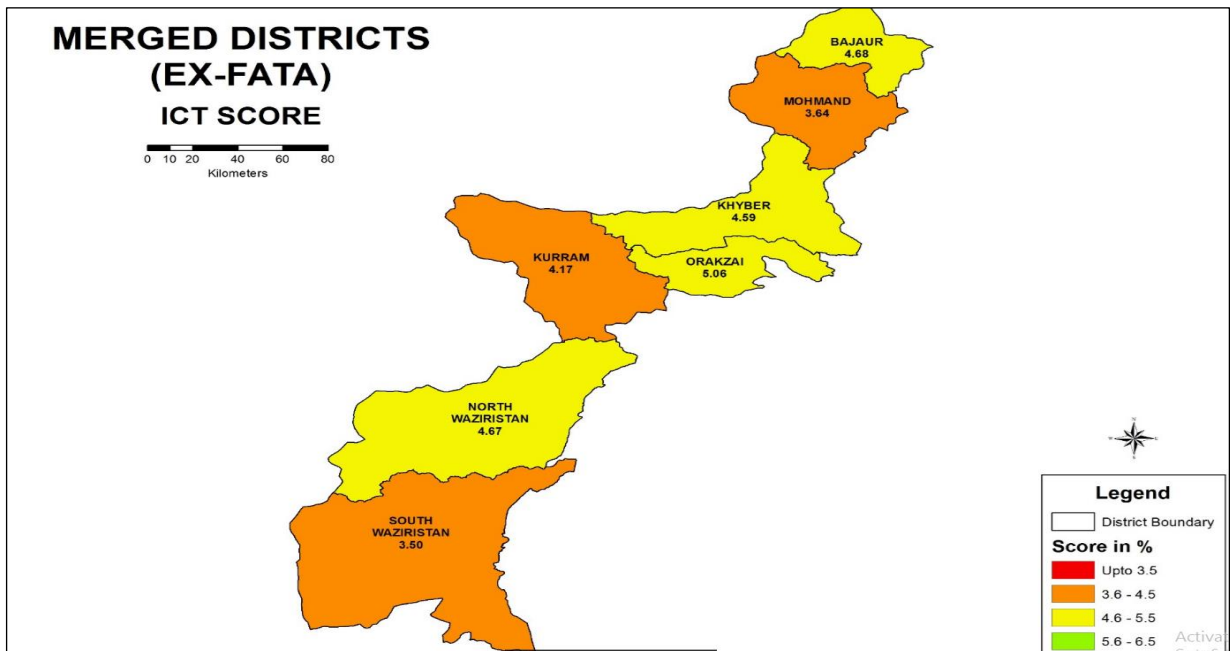 MERGED DISTRICTS
(EX-FATA)
ICT SCORE
0 10 20 40 60 80
Kilometers
BAJAUR
4.68
MOHMAND
3.64
KHYBER
4.59
ORAKZAI
5.06
KURRAM
4.17
NORTH
WAZIRISTAN
4.67
SOUTH
WAZIRISTAN
3.50
Legend
District Boundary
Score in %
Upto 3.5
3.6 - 4.5
4.6 - 5.5
5.6 - 6.5